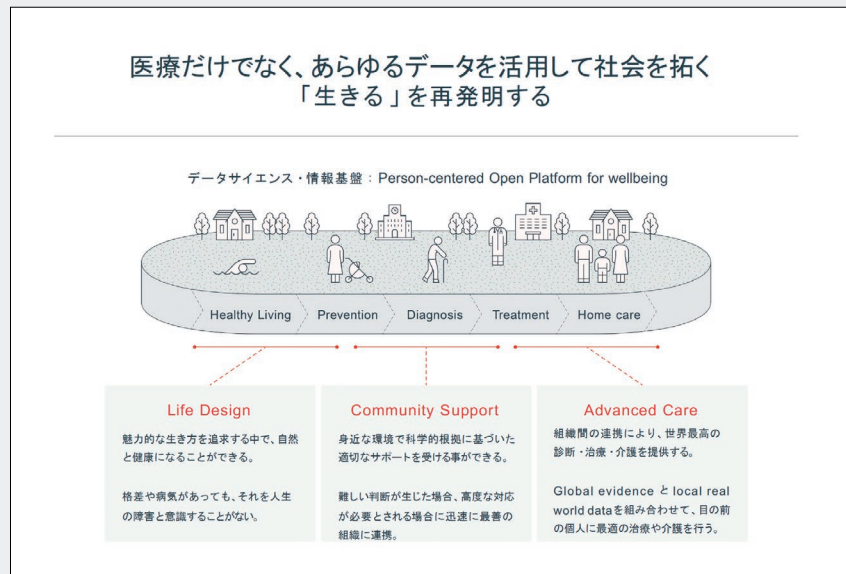 医療だけでなく、あらゆるデータを活用して社会を拓く
「生きる」を再発明する
データサイエンス・情報基盤：Person-centered Open Platform for wellbeing
Healthy Living
Prevention
Diagnosis
Treatment
Home care
Life Design
魅力的な生き方を追求する中で、自然
と健康になることができる。
格差や病気があっても、それを人生
の障害と意識することがない。
Community Support
身近な環境で科学的根拠に基づいた
適切なサポートを受ける事ができる。
難しい判断が生じた場合、高度な対応
が必要とされる場合に迅速に最善の
組織に連携。
Advanced Care
組織間の連携により、世界最高の
診断・治療・介護を提供する。
Global evidence と local real
world dataを組み合わせて、目の前
の個人に最適の治療や介護を行う。